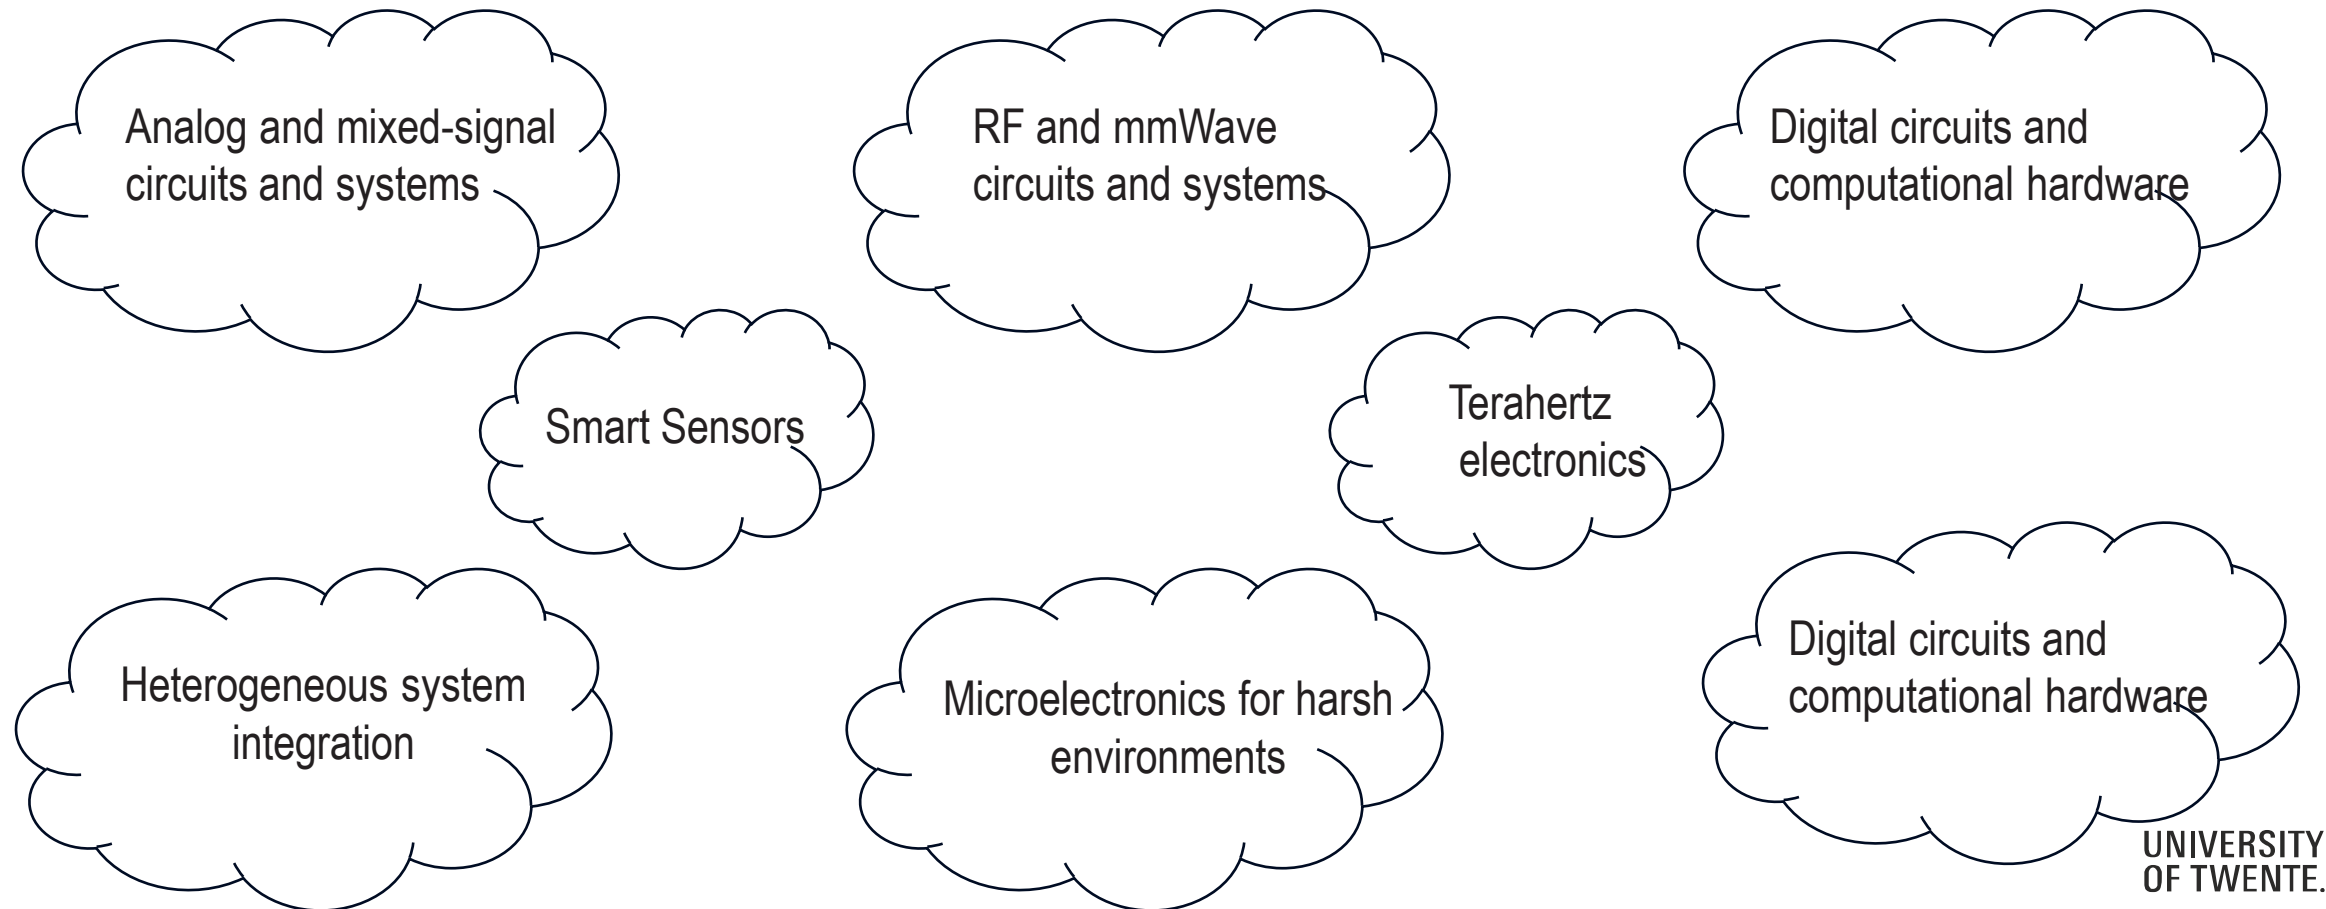 Analog and mixed-signal
circuits and systems
RF and mmWave
circuits and systems
Digital circuits and
computational hardware
Smart Sensors
Terahertz
electronics
Heterogeneous system
integration
Microelectronics for harsh
environments
Digital circuits and
computational hardware
UNIVERSITY
OF TWENTE.